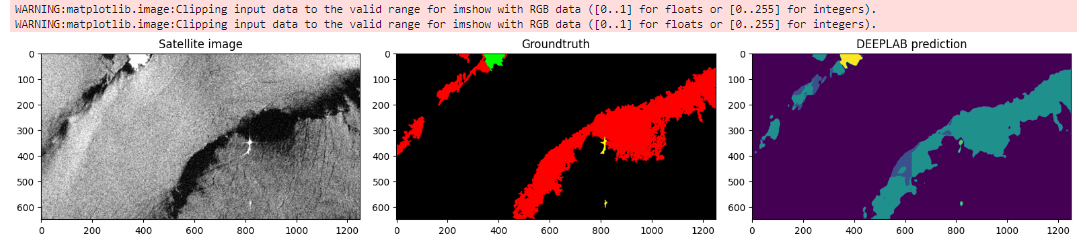 WARNING:matplotlib.image:Clipping input data to the valid range for imshow with RGB data ([0..1] for floats or [0..255] for integers).
WARNING:matplotlib.image:Clipping input data to the valid range for imshow with RGB data ([0..1] for floats or [0..255] for integers).
Satellite image
0
100
200
300
400
500
600
0 200 400 600 800 1000 1200
Groundtruth
0
100
200
300
400
500
600
0 200 400 600 800 1000 1200
DEEPLAB prediction
0
100
200
300
400
500
600
0 200 400 600 800 1000 1200